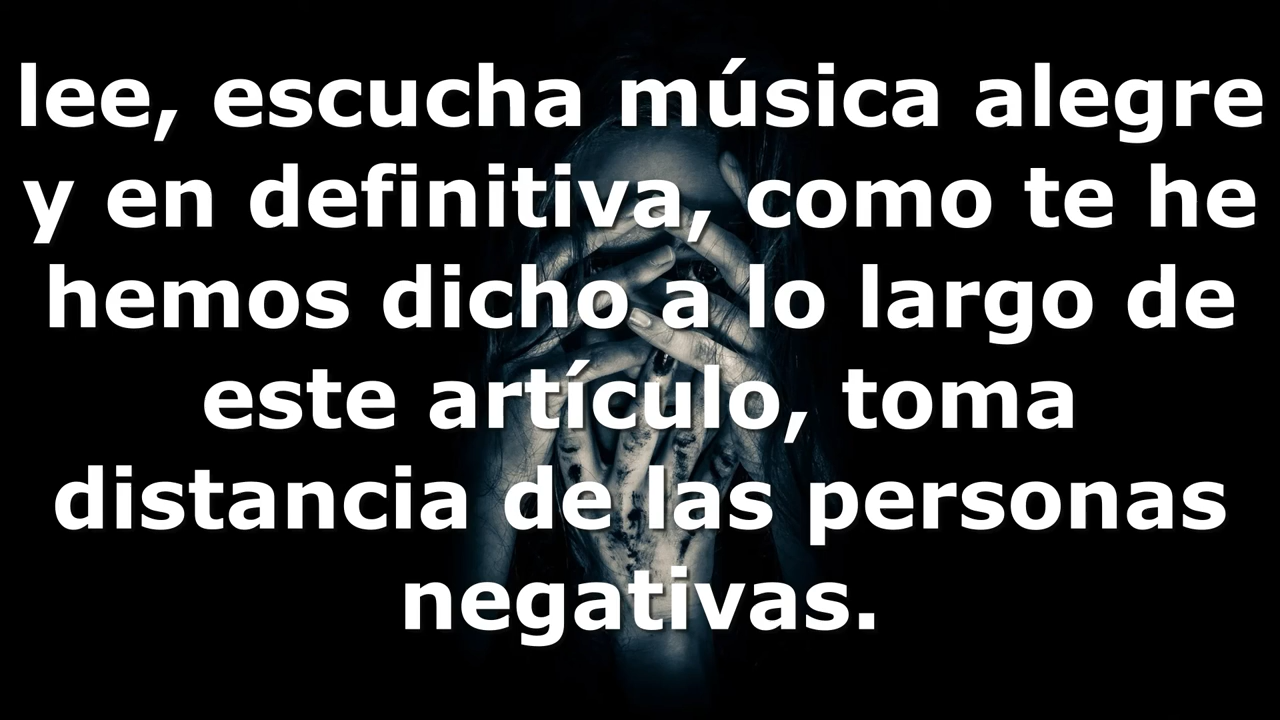 lee, escucha música alegre
y en definitiva, como te he
hemos dicho a lo largo de
este artículo, toma
distancia de las personas
negativas.